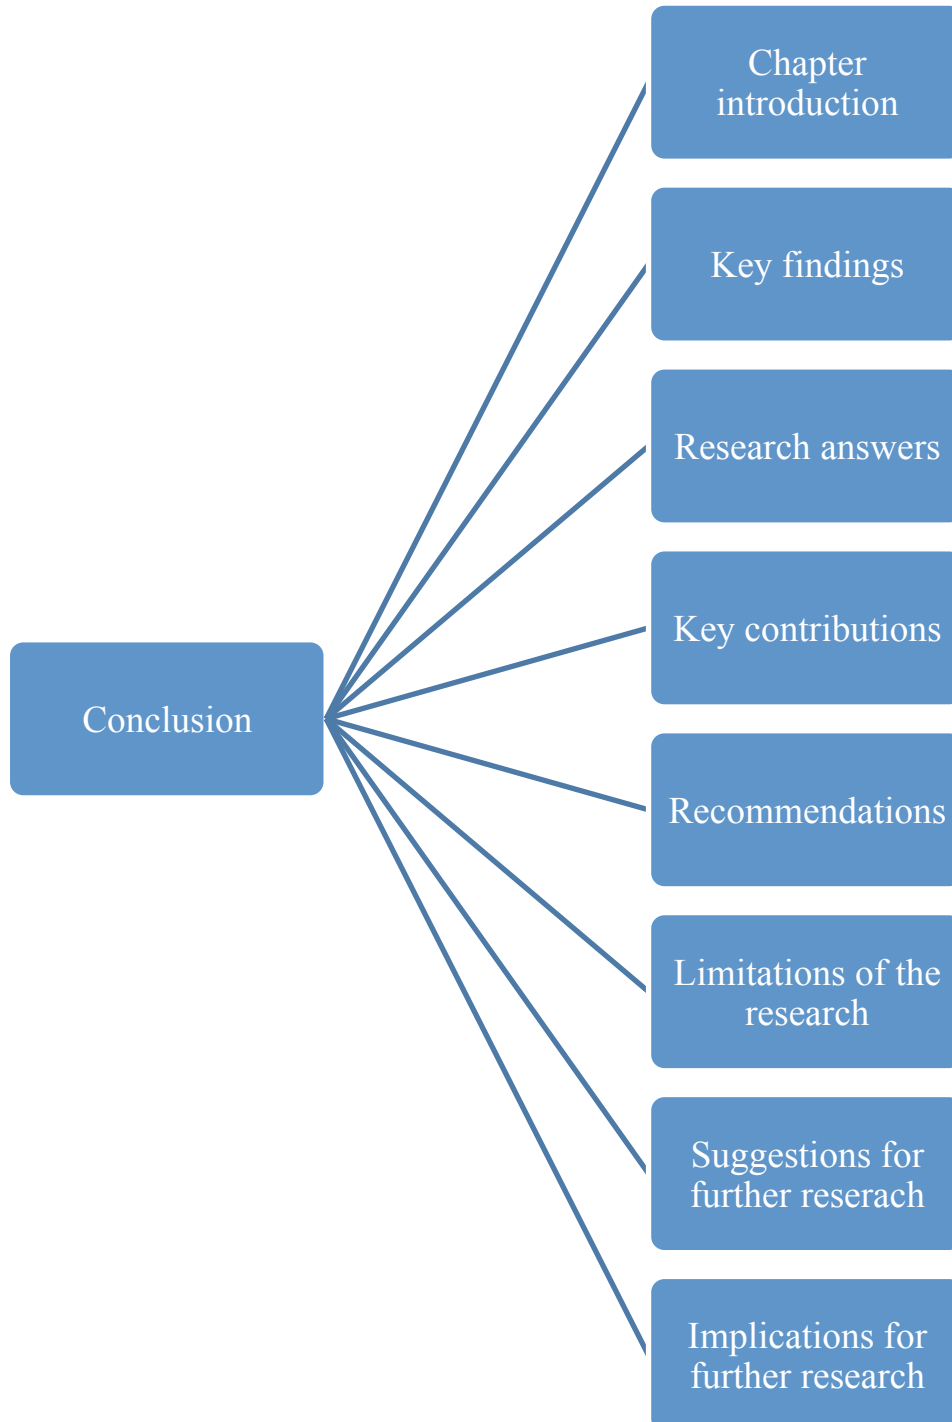 Chapter
introduction
Key findings
Research answers
Key contributions
Conclusion
Recommendations
Limitations of the
research
Suggestions for
further reserach
Implications for
further research